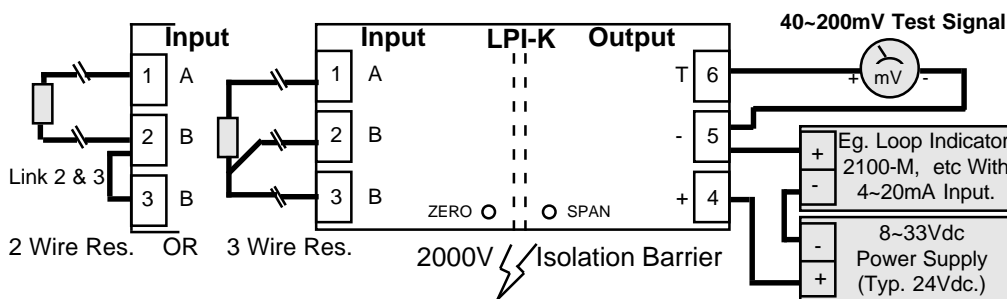 40~200mV Test Signal
Input
Input
LPI-K
Output
1
A
1
A
T
6
+
mV
-
2
B
2
B
-
5
Link 2 & 3
3
B
3
B
+
4
ZERO
SPAN
+
-
Eg. Loop Indicator
2100-M, etc With
4~20mA Input.
-
+
8~33Vdc
Power Supply
(Typ. 24Vdc.)
2 Wire Res.
OR
3 Wire Res.
2000V
Isolation Barrier